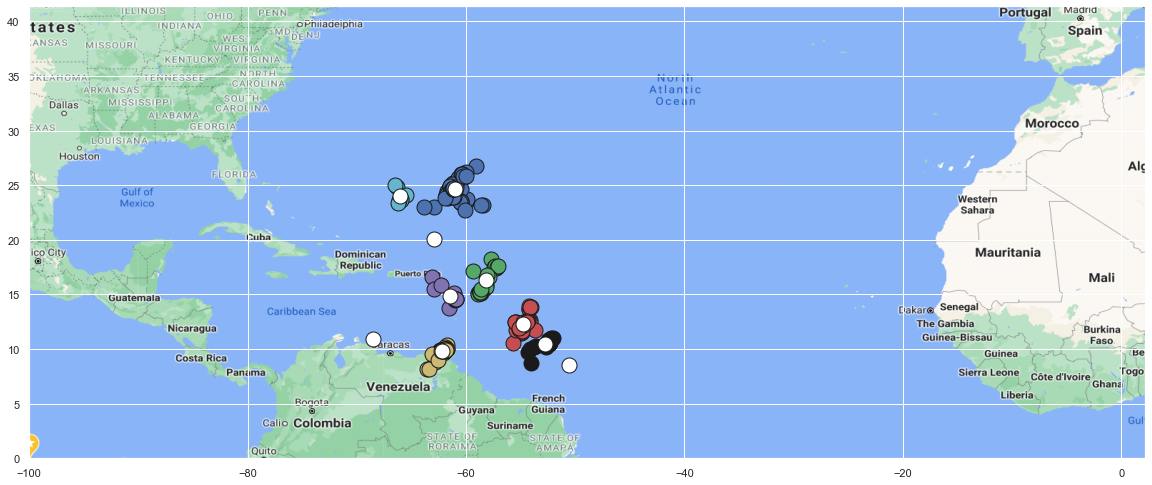 tates
ILLINOIS
OHIO
PENN
Philadelphia
INDIANA
MD
DE
NJ
KANSAS
MISSOURI
WEST
VIRGINIA
KENTUCKY
VIRGINIA
OKLAHOMA
TENNESSEE
NORTH
CAROLINA
ARKANSAS
Dallas
MISSISSIPPI
SOUTH
CAROLINA
ALABAMA
GEORGIA
EXAS
LOUISIANA
Houston
FLORIDA
Gulf of
Mexico
Cuba
ico City
Dominican
Republic
Puerto Rico
Guatemala
Caribbean Sea
Nicaragua
Caracas
Costa Rica
Panama
Venezuela
Bogota
Guyana
French
Guiana
Cali
Colombia
Suriname
STATE OF
RORAIMA
STATE OF
AMAPA
Quito
North
Atlantic
Ocean
Portugal
Madrid
Spain
Morocco
Alg
Western
Sahara
Mauritania
Mali
Dakar
Senegal
The Gambia
Guinea-Bissau
Burkina
Faso
Guinea
Be
Sierra Leone
Côte d'Ivoire
Togo
Ghana
Liberia
Gulf
40
35
30
25
20
15
10
5
0
−100
−80
−60
−40
−20
0